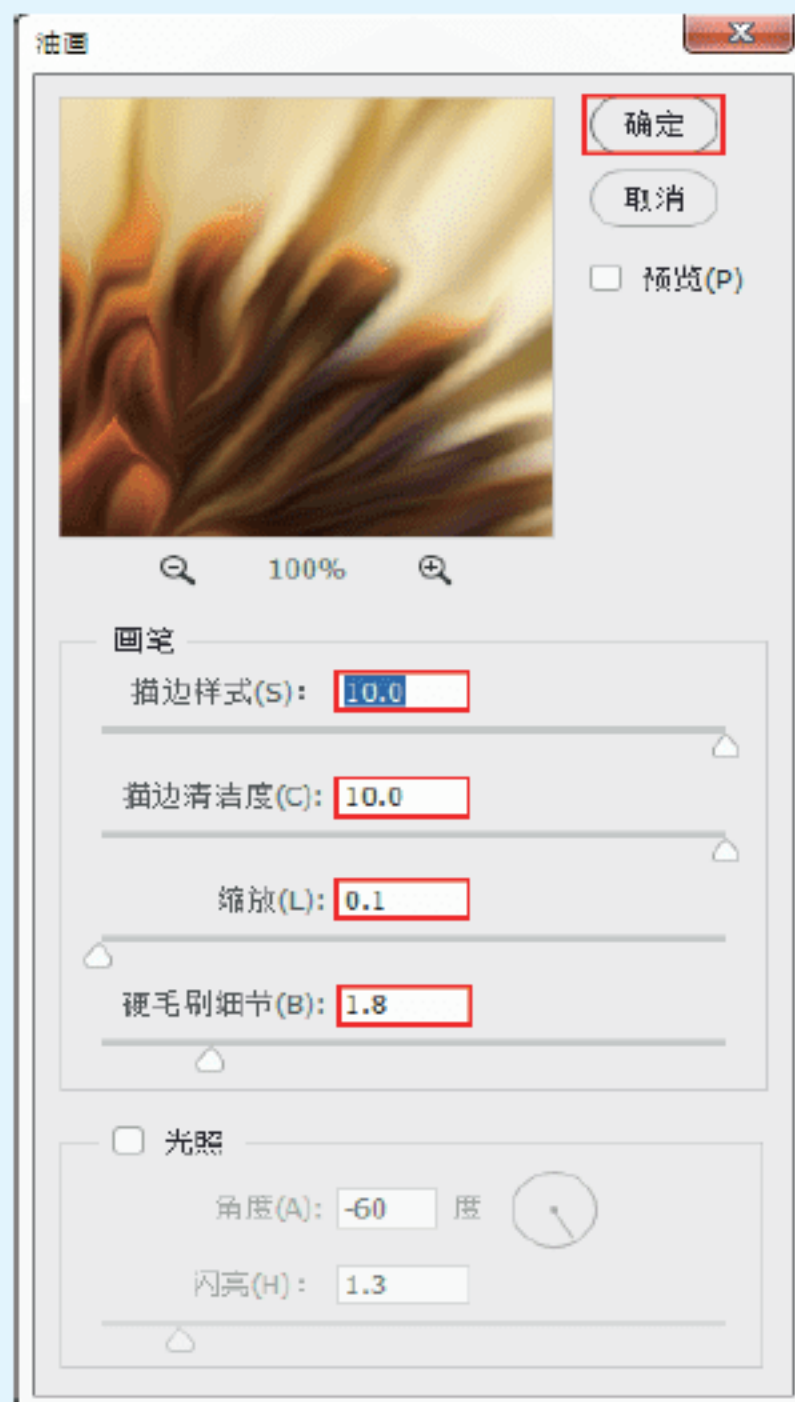 油画
确定
取消
预览(P)
100%
画笔
描边样式(S): 10.0
描边清洁度(C): 10.0
缩放(L): 0.1
硬毛刷细节(B): 1.8
光照
角度(A): -60 度
闪亮(H): 1.3